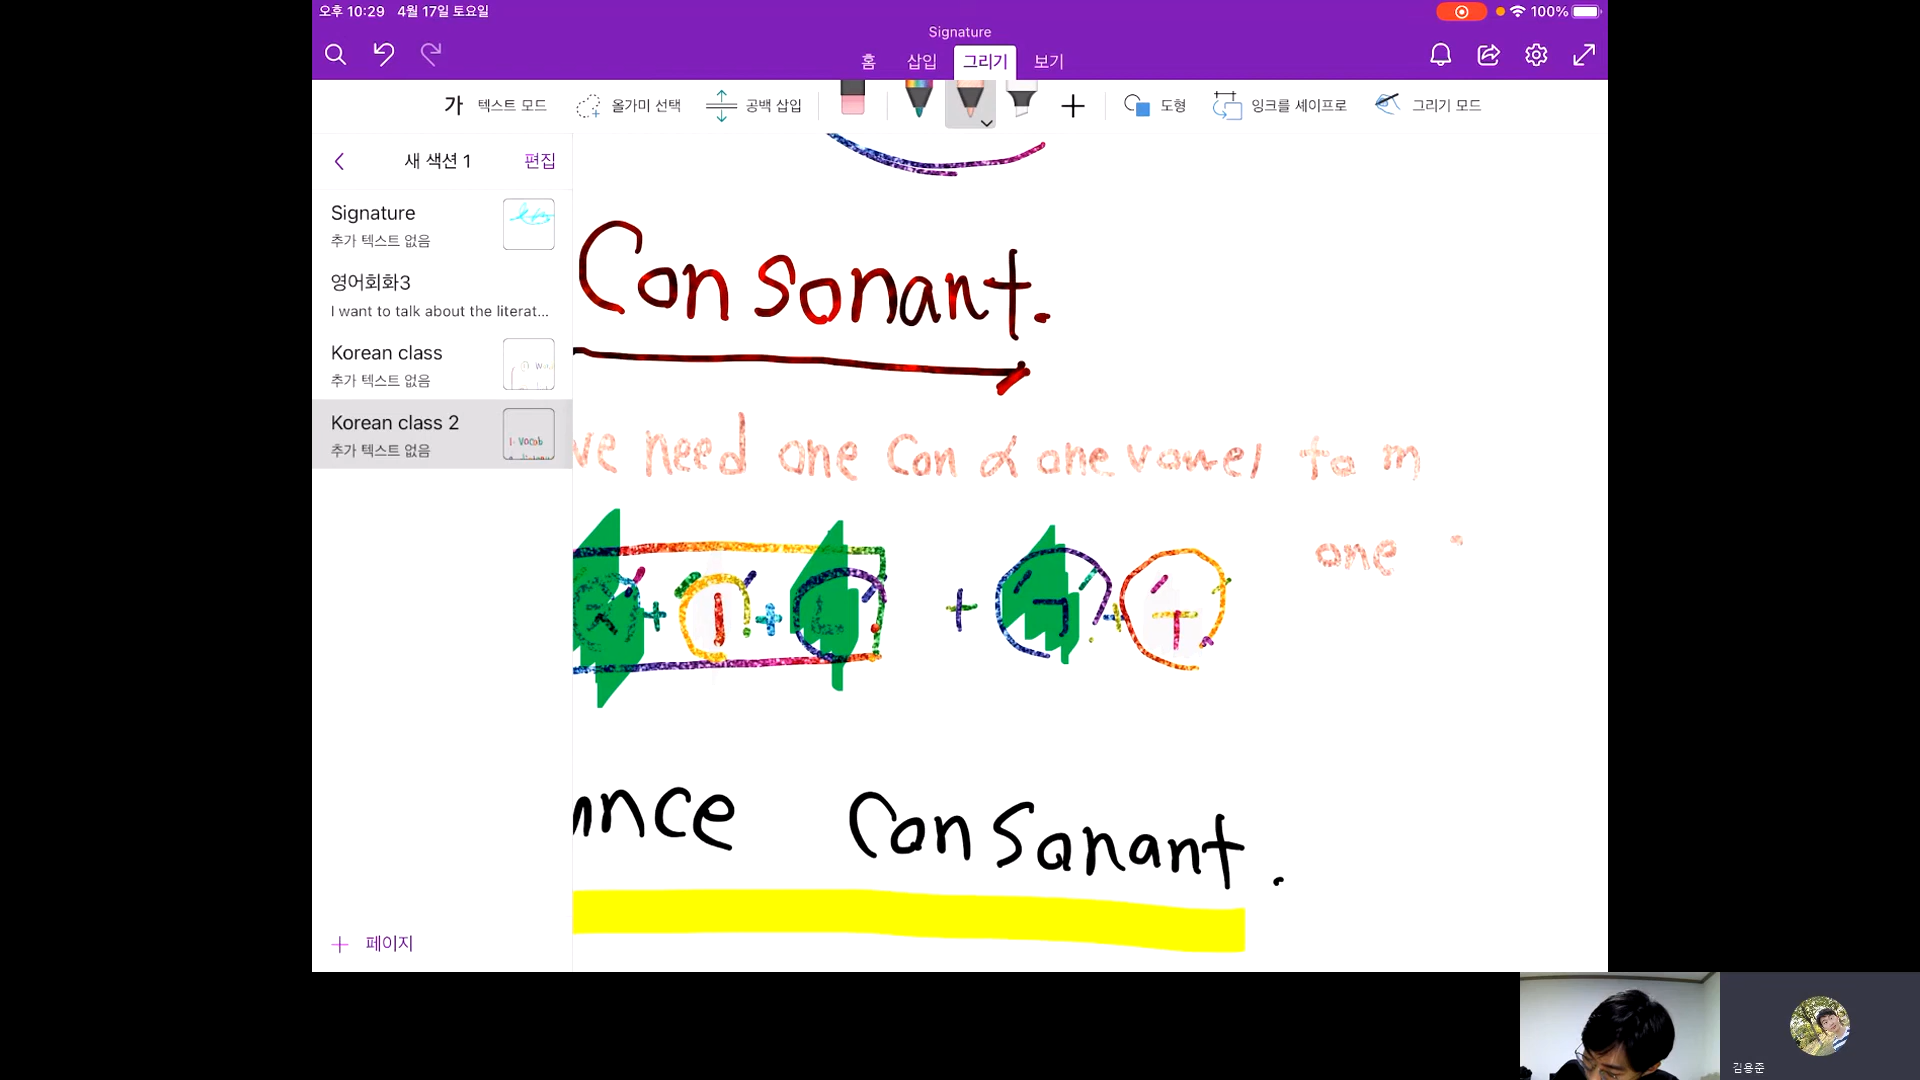 오후 10:29 4월 17일 토요일
100%
Signature
홈 삽입 그리기 보기
가 텍스트 모드 올가미 선택 공백 삽입 도형 잉크를 셰이프로 그리기 모드
새 섹션 1 편집
Signature
추가 텍스트 없음
영어회화3
I want to talk about the literat...
Korean class
추가 텍스트 없음
Korean class 2
추가 텍스트 없음
1. Vocab
페이지
Consonant.
we need one Con & one vowel to m
one
ㅈ + ㅣ + ㄴ + ㄱ + ㅜ
nce Consonant.
김용준